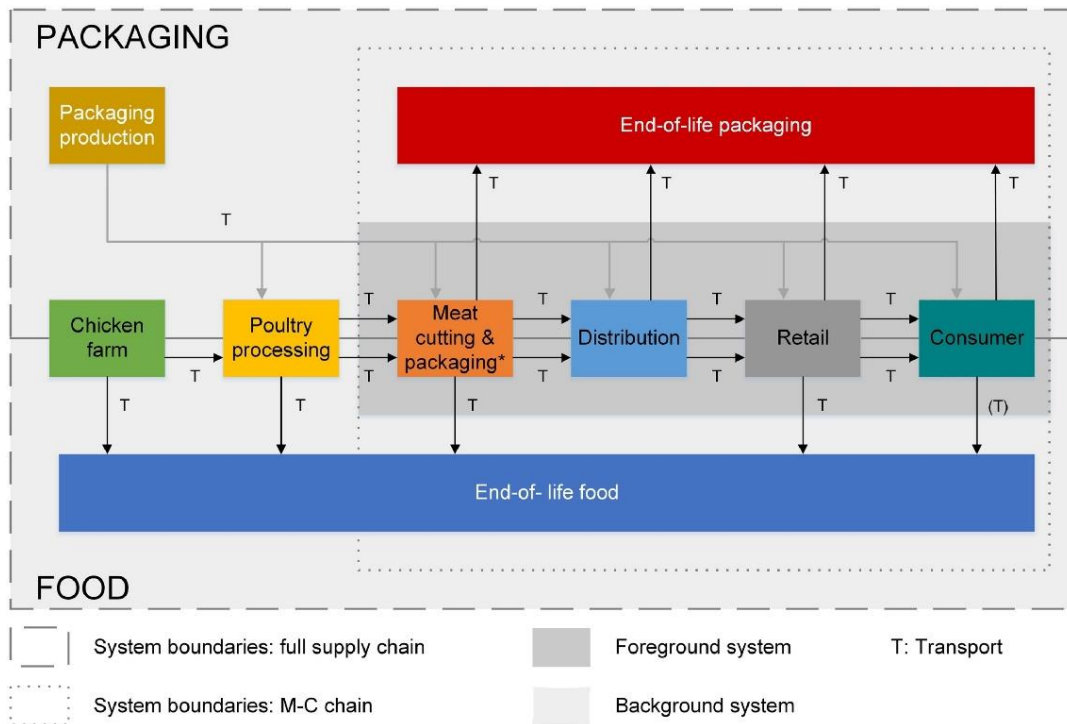 PACKAGING
Packaging
production
End-of-life packaging
T
T
T
T
T
Chicken
farm
T
T
Poultry
processing
T
T
T
Meat
cutting &
packaging*
T
T
T
Distribution
T
T
Retail
T
T
T
Consumer
(T)
End-of- life food
FOOD
System boundaries: full supply chain
Foreground system
T: Transport
System boundaries: M-C chain
Background system